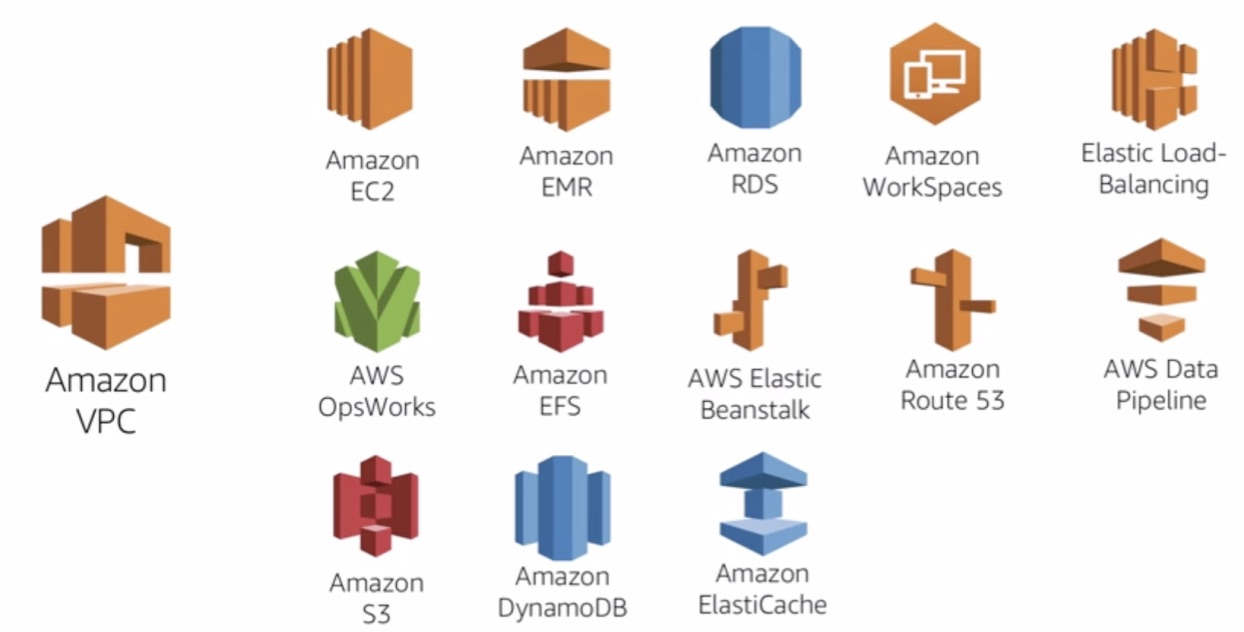 Amazon
EC2
Amazon
EMR
Amazon
RDS
Amazon
WorkSpaces
Elastic Load-
Balancing
Amazon
VPC
AWS
OpsWorks
Amazon
EFS
AWS Elastic
Beanstalk
Amazon
Route 53
AWS Data
Pipeline
Amazon
S3
Amazon
DynamoDB
Amazon
ElastiCache